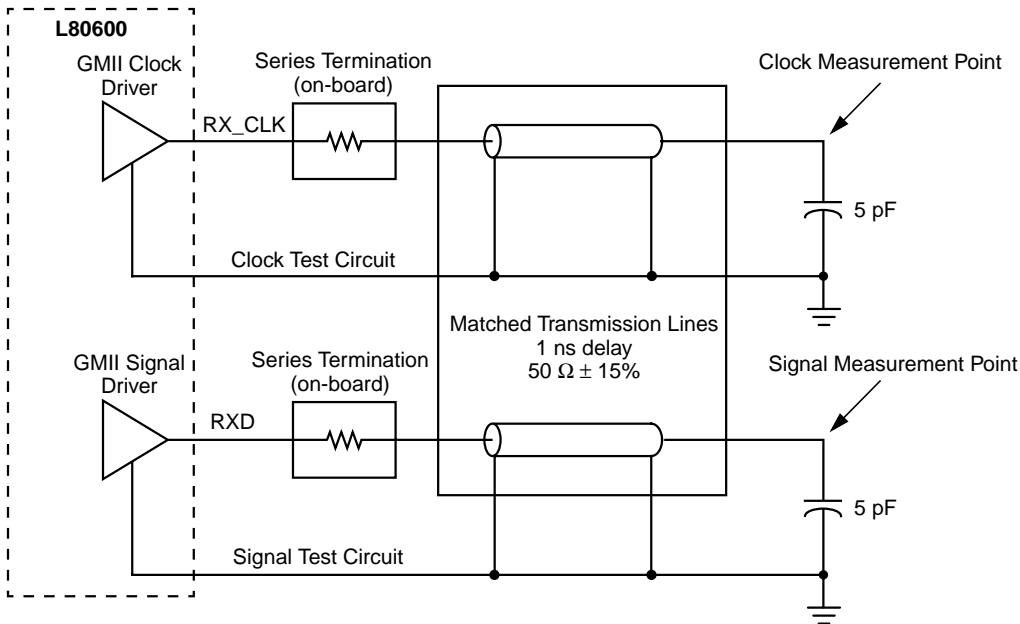 L80600
GMII Clock
Driver
Series Termination
(on-board)
Clock Measurement Point
RX_CLK
5 pF
Clock Test Circuit
Matched Transmission Lines
1 ns delay
50 Ω ± 15%
GMII Signal
Driver
Series Termination
(on-board)
Signal Measurement Point
RXD
5 pF
Signal Test Circuit